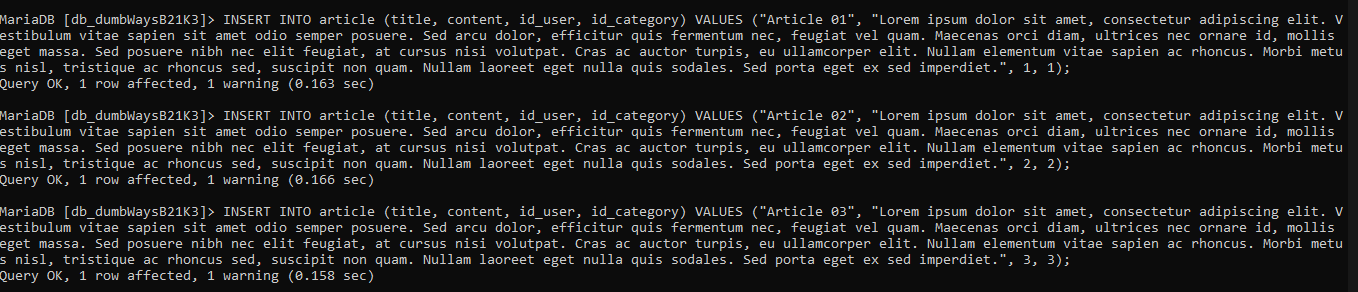 MariaDB [db_dumbWaysB21K3]> INSERT INTO article (title, content, id_user, id_category) VALUES ("Article 01", "Lorem ipsum dolor sit amet, consectetur adipiscing elit. V
estibulum vitae sapien sit amet odio semper posuere. Sed arcu dolor, efficitur quis fermentum nec, feugiat vel quam. Maecenas orci diam, ultrices nec ornare id, mollis
eget massa. Sed posuere nibh nec elit feugiat, at cursus nisi volutpat. Cras ac auctor turpis, eu ullamcorper elit. Nullam elementum vitae sapien ac rhoncus. Morbi metu
s nisl, tristique ac rhoncus sed, suscipit non quam. Nullam laoreet eget nulla quis sodales. Sed porta eget ex sed imperdiet.", 1, 1);
Query OK, 1 row affected, 1 warning (0.163 sec)
MariaDB [db_dumbWaysB21K3]> INSERT INTO article (title, content, id_user, id_category) VALUES ("Article 02", "Lorem ipsum dolor sit amet, consectetur adipiscing elit. V
estibulum vitae sapien sit amet odio semper posuere. Sed arcu dolor, efficitur quis fermentum nec, feugiat vel quam. Maecenas orci diam, ultrices nec ornare id, mollis
eget massa. Sed posuere nibh nec elit feugiat, at cursus nisi volutpat. Cras ac auctor turpis, eu ullamcorper elit. Nullam elementum vitae sapien ac rhoncus. Morbi metu
s nisl, tristique ac rhoncus sed, suscipit non quam. Nullam laoreet eget nulla quis sodales. Sed porta eget ex sed imperdiet.", 2, 2);
Query OK, 1 row affected, 1 warning (0.166 sec)
MariaDB [db_dumbWaysB21K3]> INSERT INTO article (title, content, id_user, id_category) VALUES ("Article 03", "Lorem ipsum dolor sit amet, consectetur adipiscing elit. V
estibulum vitae sapien sit amet odio semper posuere. Sed arcu dolor, efficitur quis fermentum nec, feugiat vel quam. Maecenas orci diam, ultrices nec ornare id, mollis
eget massa. Sed posuere nibh nec elit feugiat, at cursus nisi volutpat. Cras ac auctor turpis, eu ullamcorper elit. Nullam elementum vitae sapien ac rhoncus. Morbi metu
s nisl, tristique ac rhoncus sed, suscipit non quam. Nullam laoreet eget nulla quis sodales. Sed porta eget ex sed imperdiet.", 3, 3);
Query OK, 1 row affected, 1 warning (0.158 sec)